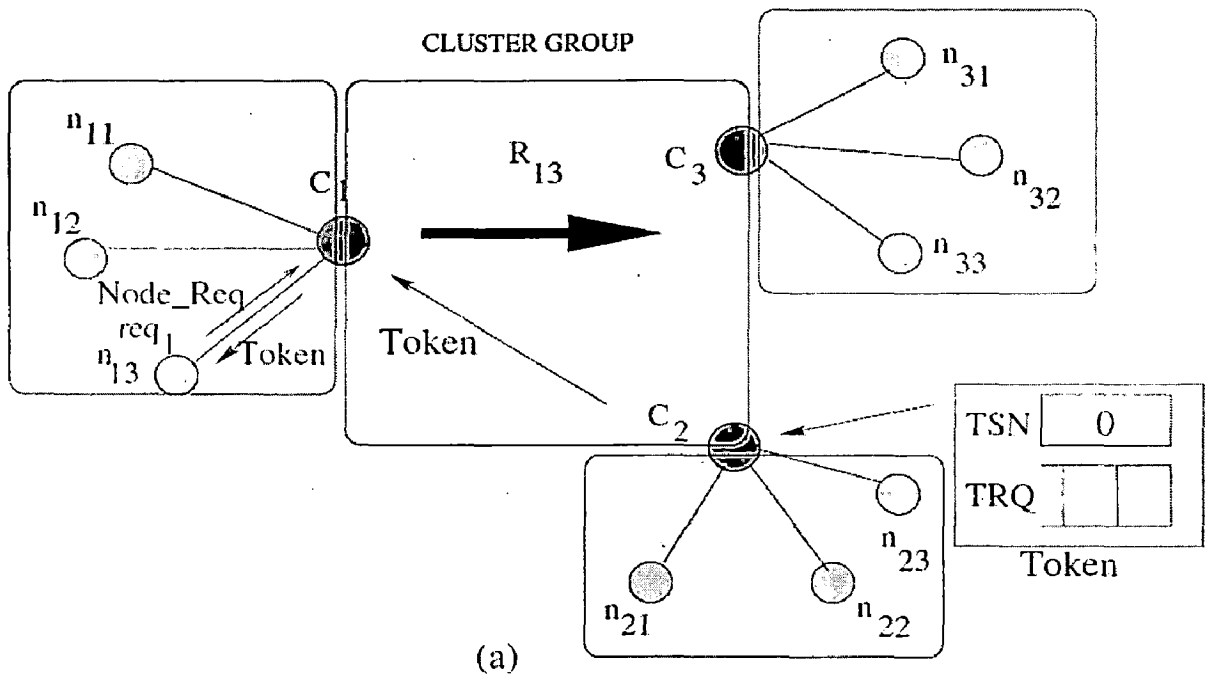 CLUSTER GROUP
n11
n12
Node_Req
req1
n13
Token
C1
R13
C3
n31
n32
n33
Token
C2
TSN 0
TRQ
Token
n21
n22
n23
(a)